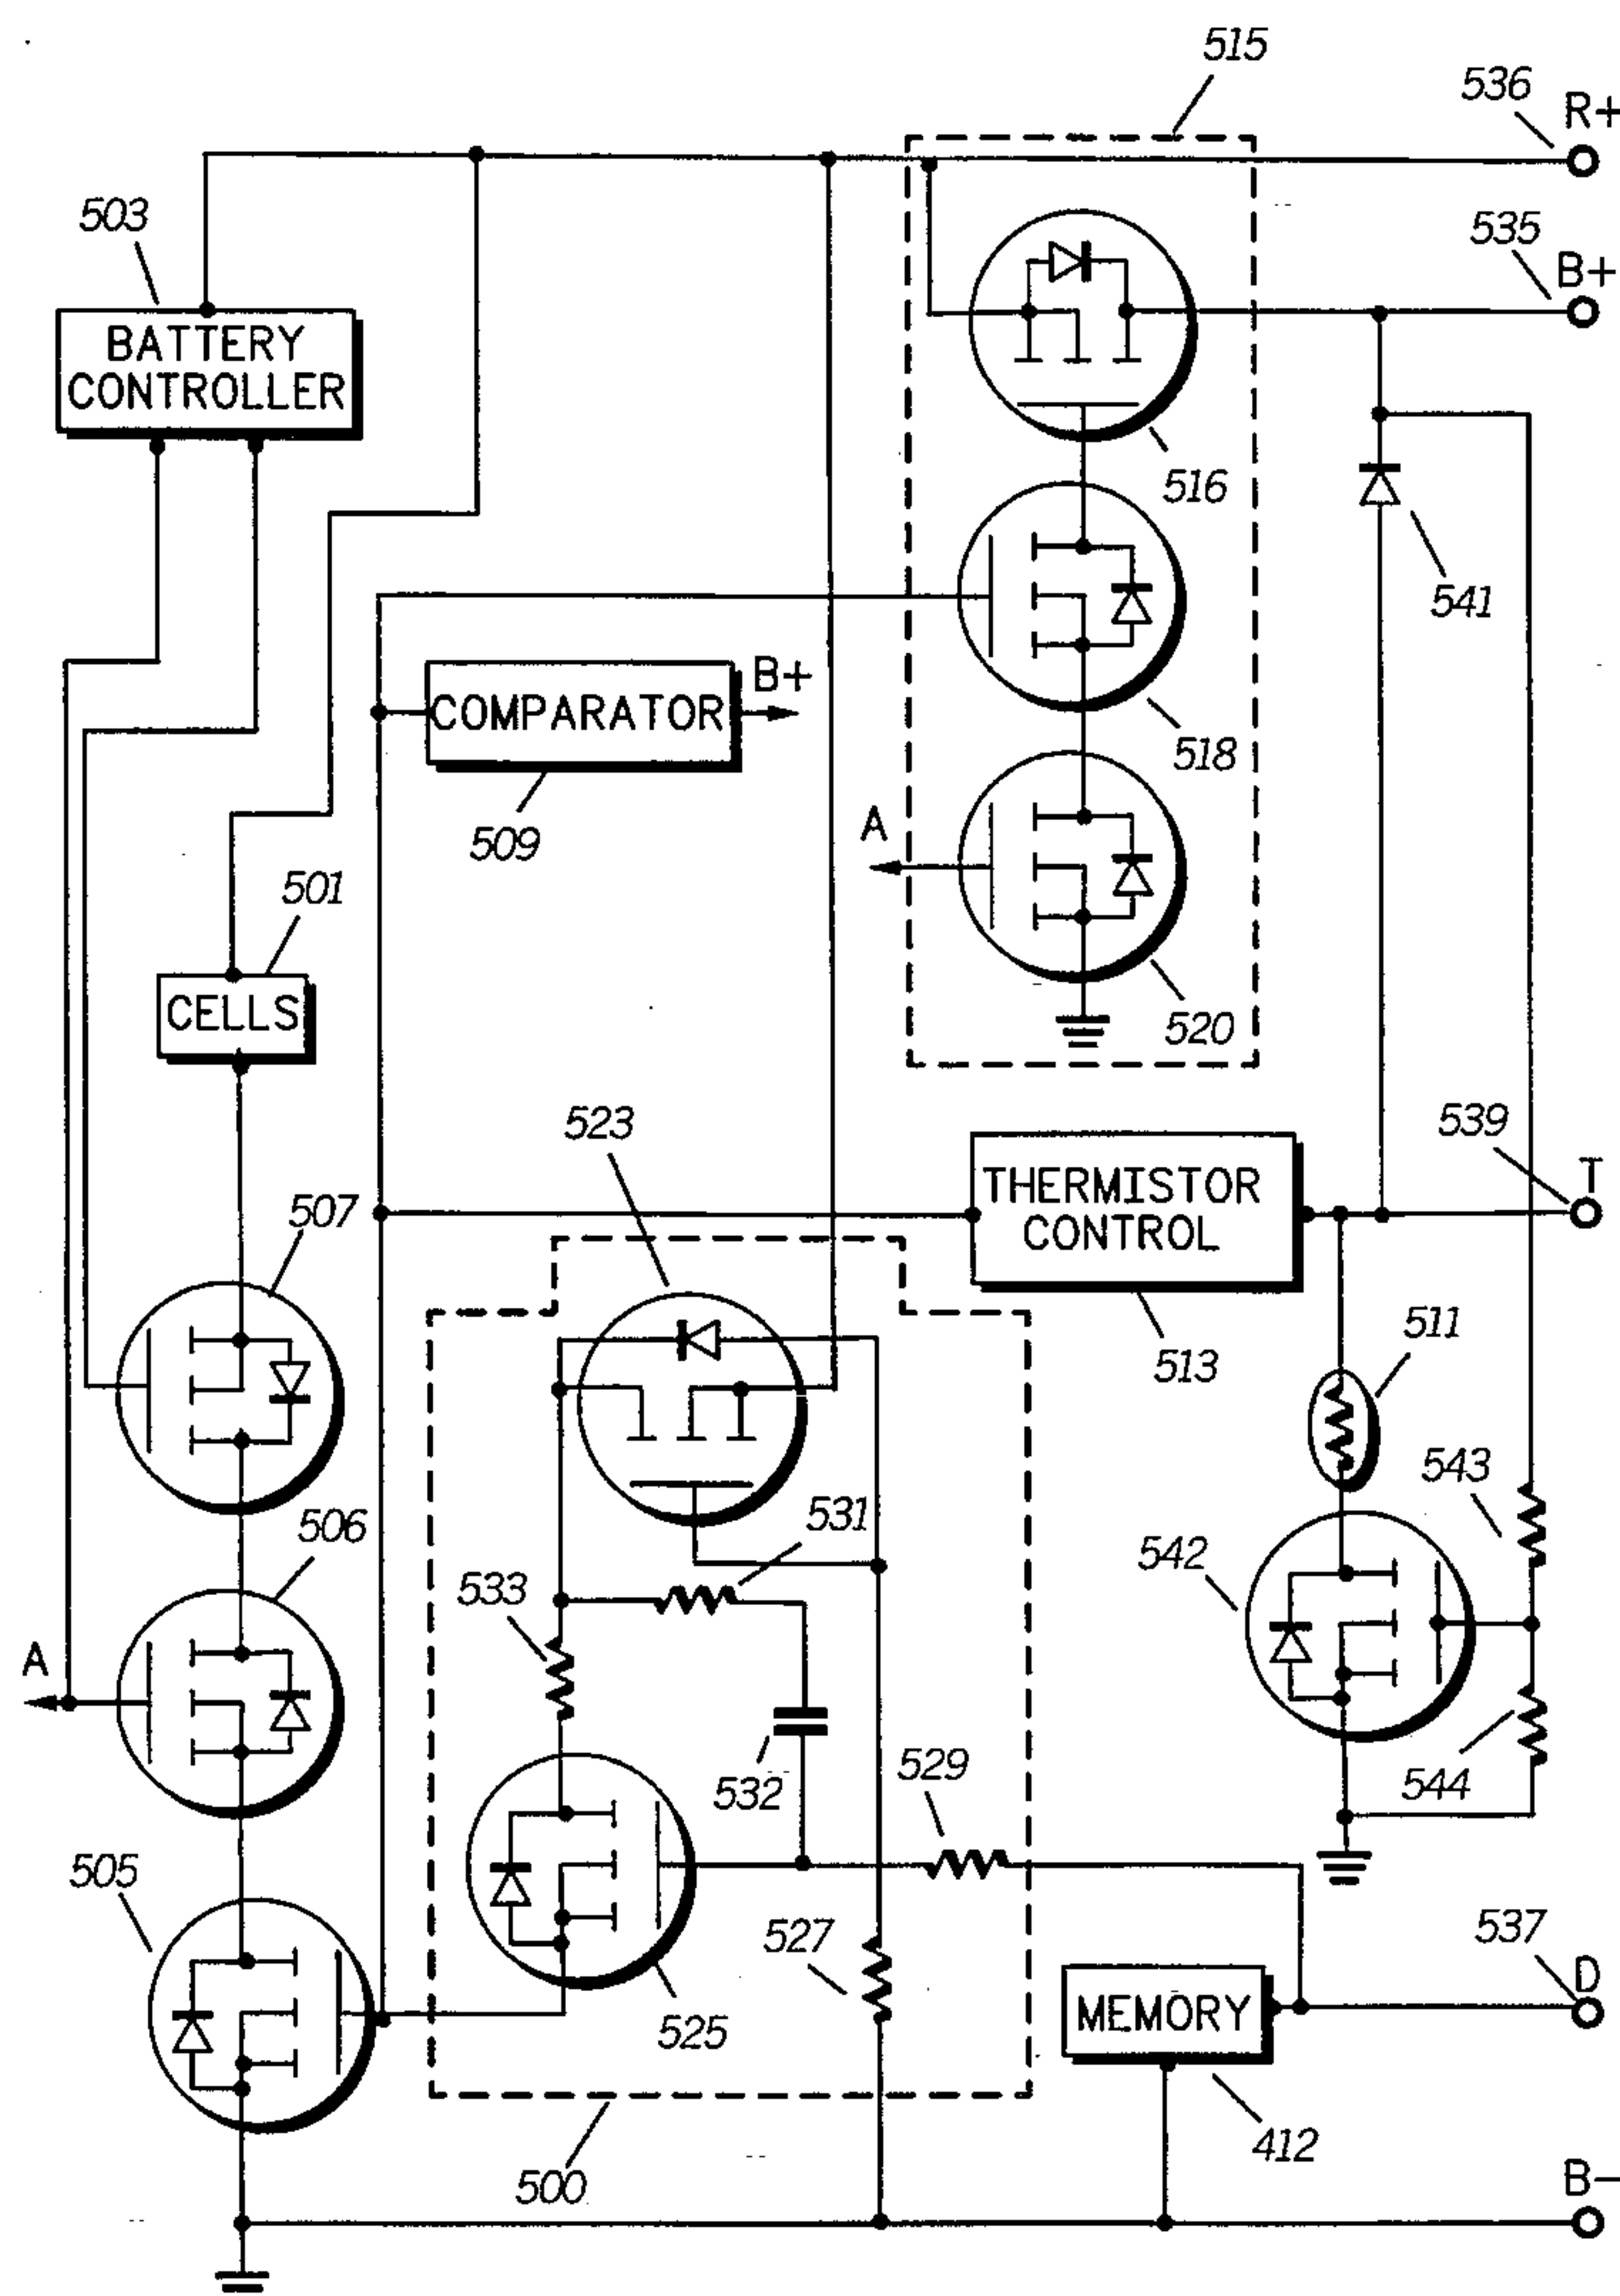 515
536
R+
503
535
B+
BATTERY
CONTROLLER
516
541
B+
COMPARATOR
518
509
A
501
CELLS
520
523
539
T
THERMISTOR
CONTROL
507
511
513
543
531
506
542
533
A
532
529
544
505
527
537
D
MEMORY
525
412
500
B-